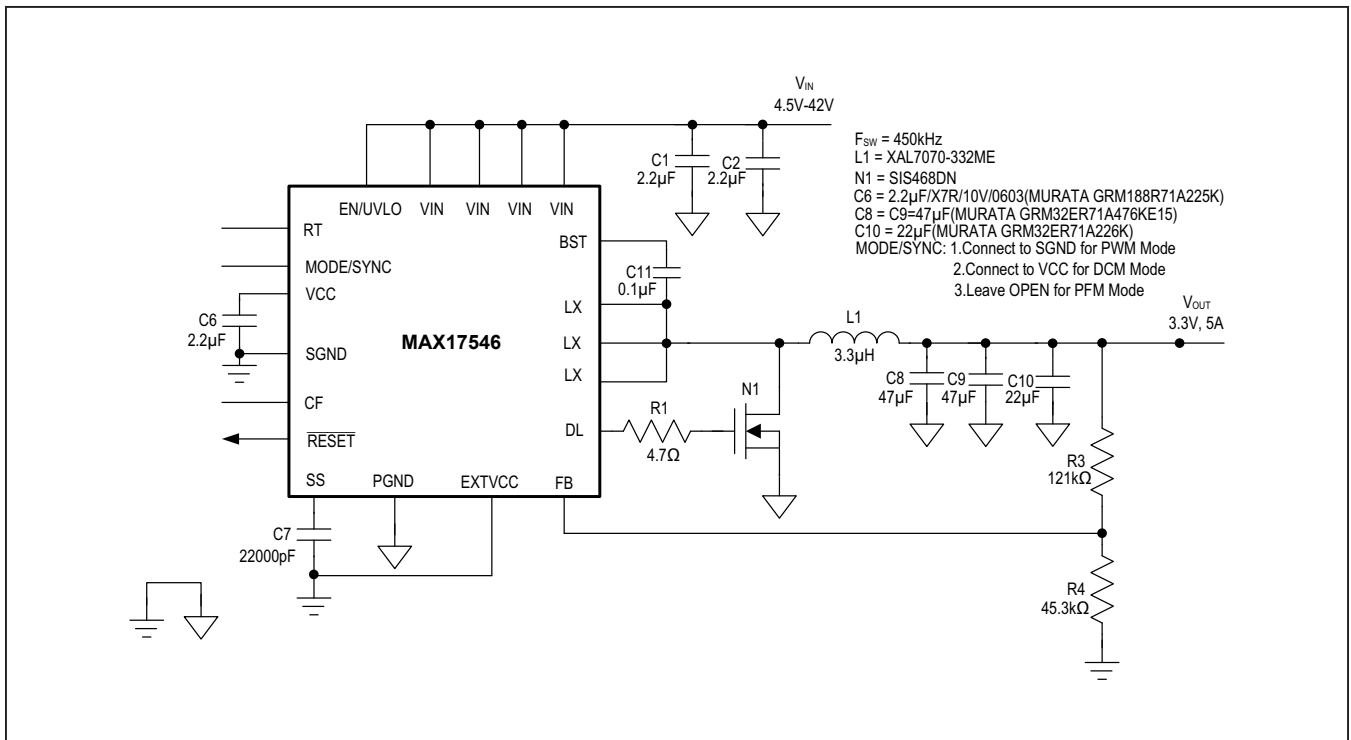 V_IN
4.5V-42V
F_SW = 450kHz
L1 = XAL7070-332ME
N1 = SIS468DN
C6 = 2.2µF/X7R/10V/0603(MURATA GRM188R71A225K)
C8 = C9=47µF(MURATA GRM32ER71A476KE15)
C10 = 22µF(MURATA GRM32ER71A226K)
MODE/SYNC: 1.Connect to SGND for PWM Mode
2.Connect to VCC for DCM Mode
3.Leave OPEN for PFM Mode
C1
2.2µF
C2
2.2µF
EN/UVLO
VIN
VIN
VIN
VIN
RT
MODE/SYNC
VCC
SGND
CF
RESET
C6
2.2µF
MAX17546
BST
LX
LX
LX
DL
C11
0.1µF
SS
PGND
EXTVCC
FB
C7
22000pF
R1
4.7Ω
N1
L1
3.3µH
V_OUT
3.3V, 5A
C8
47µF
C9
47µF
C10
22µF
R3
121kΩ
R4
45.3kΩ